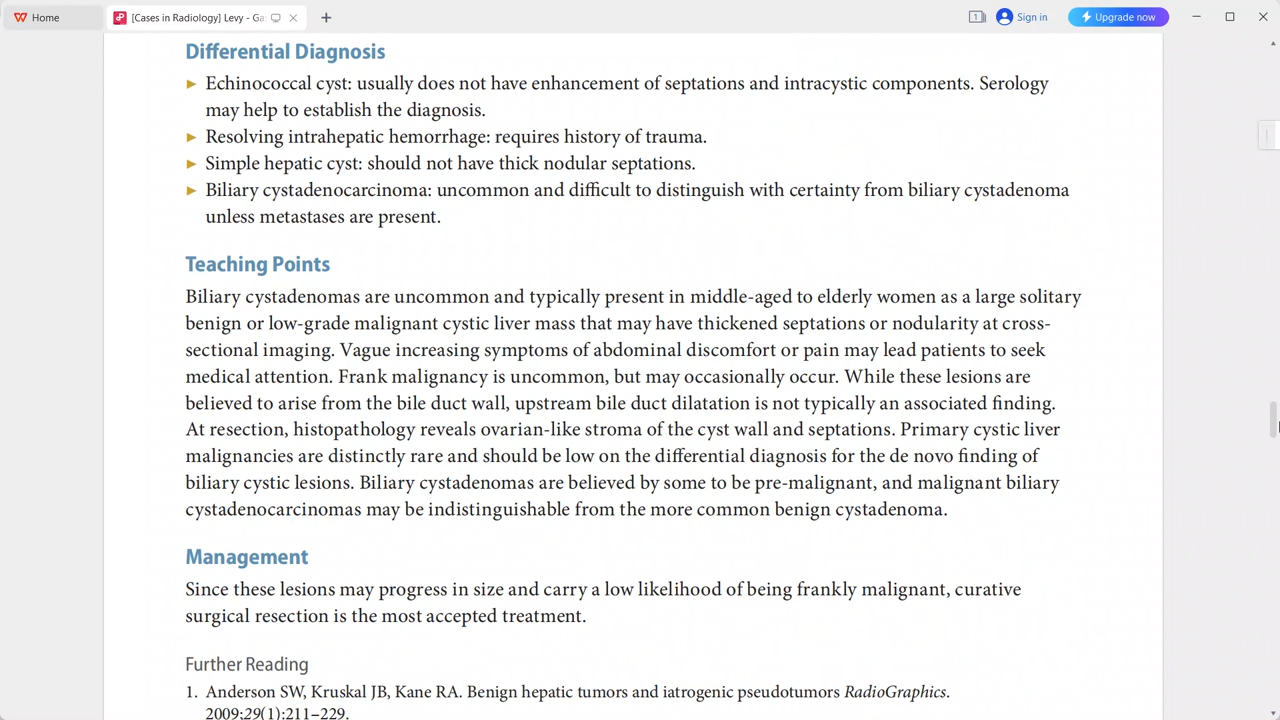 Home
[Cases in Radiology] Levy - Ga
1
Sign in
Upgrade now
Differential Diagnosis
► Echinococcal cyst: usually does not have enhancement of septations and intracystic components. Serology
may help to establish the diagnosis.
► Resolving intrahepatic hemorrhage: requires history of trauma.
► Simple hepatic cyst: should not have thick nodular septations.
► Biliary cystadenocarcinoma: uncommon and difficult to distinguish with certainty from biliary cystadenoma
unless metastases are present.
Teaching Points
Biliary cystadenomas are uncommon and typically present in middle-aged to elderly women as a large solitary
benign or low-grade malignant cystic liver mass that may have thickened septations or nodularity at cross-
sectional imaging. Vague increasing symptoms of abdominal discomfort or pain may lead patients to seek
medical attention. Frank malignancy is uncommon, but may occasionally occur. While these lesions are
believed to arise from the bile duct wall, upstream bile duct dilatation is not typically an associated finding.
At resection, histopathology reveals ovarian-like stroma of the cyst wall and septations. Primary cystic liver
malignancies are distinctly rare and should be low on the differential diagnosis for the de novo finding of
biliary cystic lesions. Biliary cystadenomas are believed by some to be pre-malignant, and malignant biliary
cystadenocarcinomas may be indistinguishable from the more common benign cystadenoma.
Management
Since these lesions may progress in size and carry a low likelihood of being frankly malignant, curative
surgical resection is the most accepted treatment.
Further Reading
1. Anderson SW, Kruskal JB, Kane RA. Benign hepatic tumors and iatrogenic pseudotumors RadioGraphics.
2009;29(1):211–229.